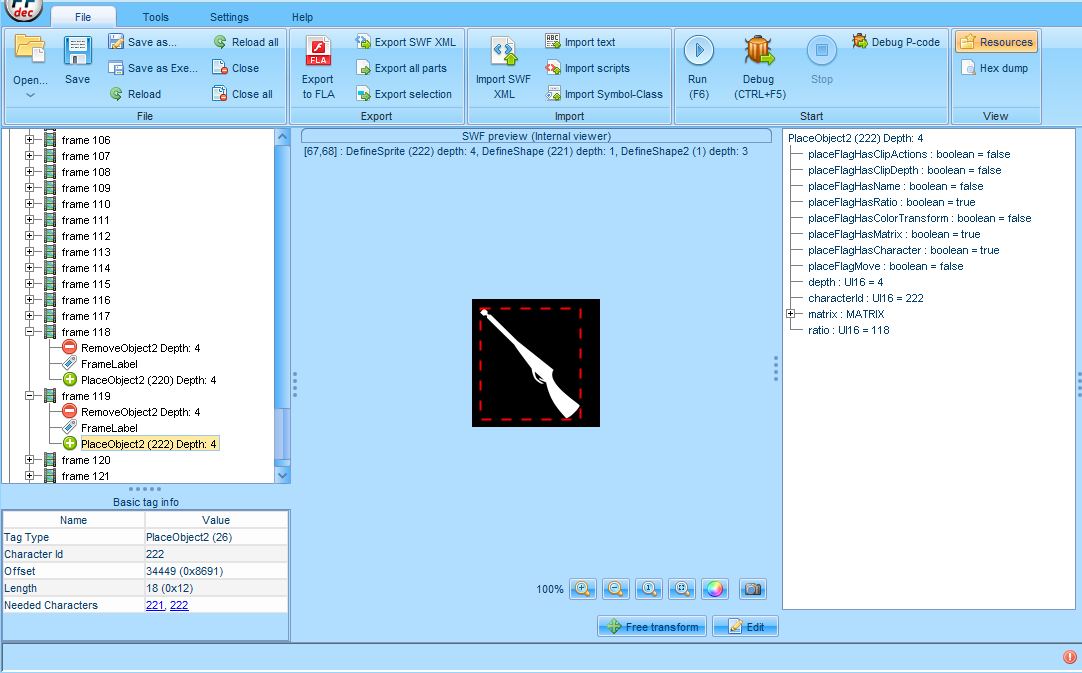 FF
dec
File
Tools
Settings
Help
Open...
Save
Save as...
Save as Exe...
Reload
Reload all
Close
Close all
File
FLA
Export
to FLA
Export SWF XML
Export all parts
Export selection
Export
Import SWF
XML
ABC
Import text
Import scripts
Import Symbol-Class
Import
Run
(F6)
Debug
(CTRL+F5)
Stop
Debug P-code
Start
Resources
Hex dump
View
frame 106
frame 107
frame 108
frame 109
frame 110
frame 111
frame 112
frame 113
frame 114
frame 115
frame 116
frame 117
frame 118
RemoveObject2 Depth: 4
FrameLabel
PlaceObject2 (220) Depth: 4
frame 119
RemoveObject2 Depth: 4
FrameLabel
PlaceObject2 (222) Depth: 4
frame 120
frame 121
Basic tag info
Name Value
Tag Type PlaceObject2 (26)
Character Id 222
Offset 34449 (0x8691)
Length 18 (0x12)
Needed Characters 221, 222
SWF preview (Internal viewer)
[67,68] : DefineSprite (222) depth: 4, DefineShape (221) depth: 1, DefineShape2 (1) depth: 3
100%
Free transform
Edit
PlaceObject2 (222) Depth: 4
placeFlagHasClipActions : boolean = false
placeFlagHasClipDepth : boolean = false
placeFlagHasName : boolean = false
placeFlagHasRatio : boolean = true
placeFlagHasColorTransform : boolean = false
placeFlagHasMatrix : boolean = true
placeFlagHasCharacter : boolean = true
placeFlagMove : boolean = false
depth : UI16 = 4
characterId : UI16 = 222
matrix : MATRIX
ratio : UI16 = 118